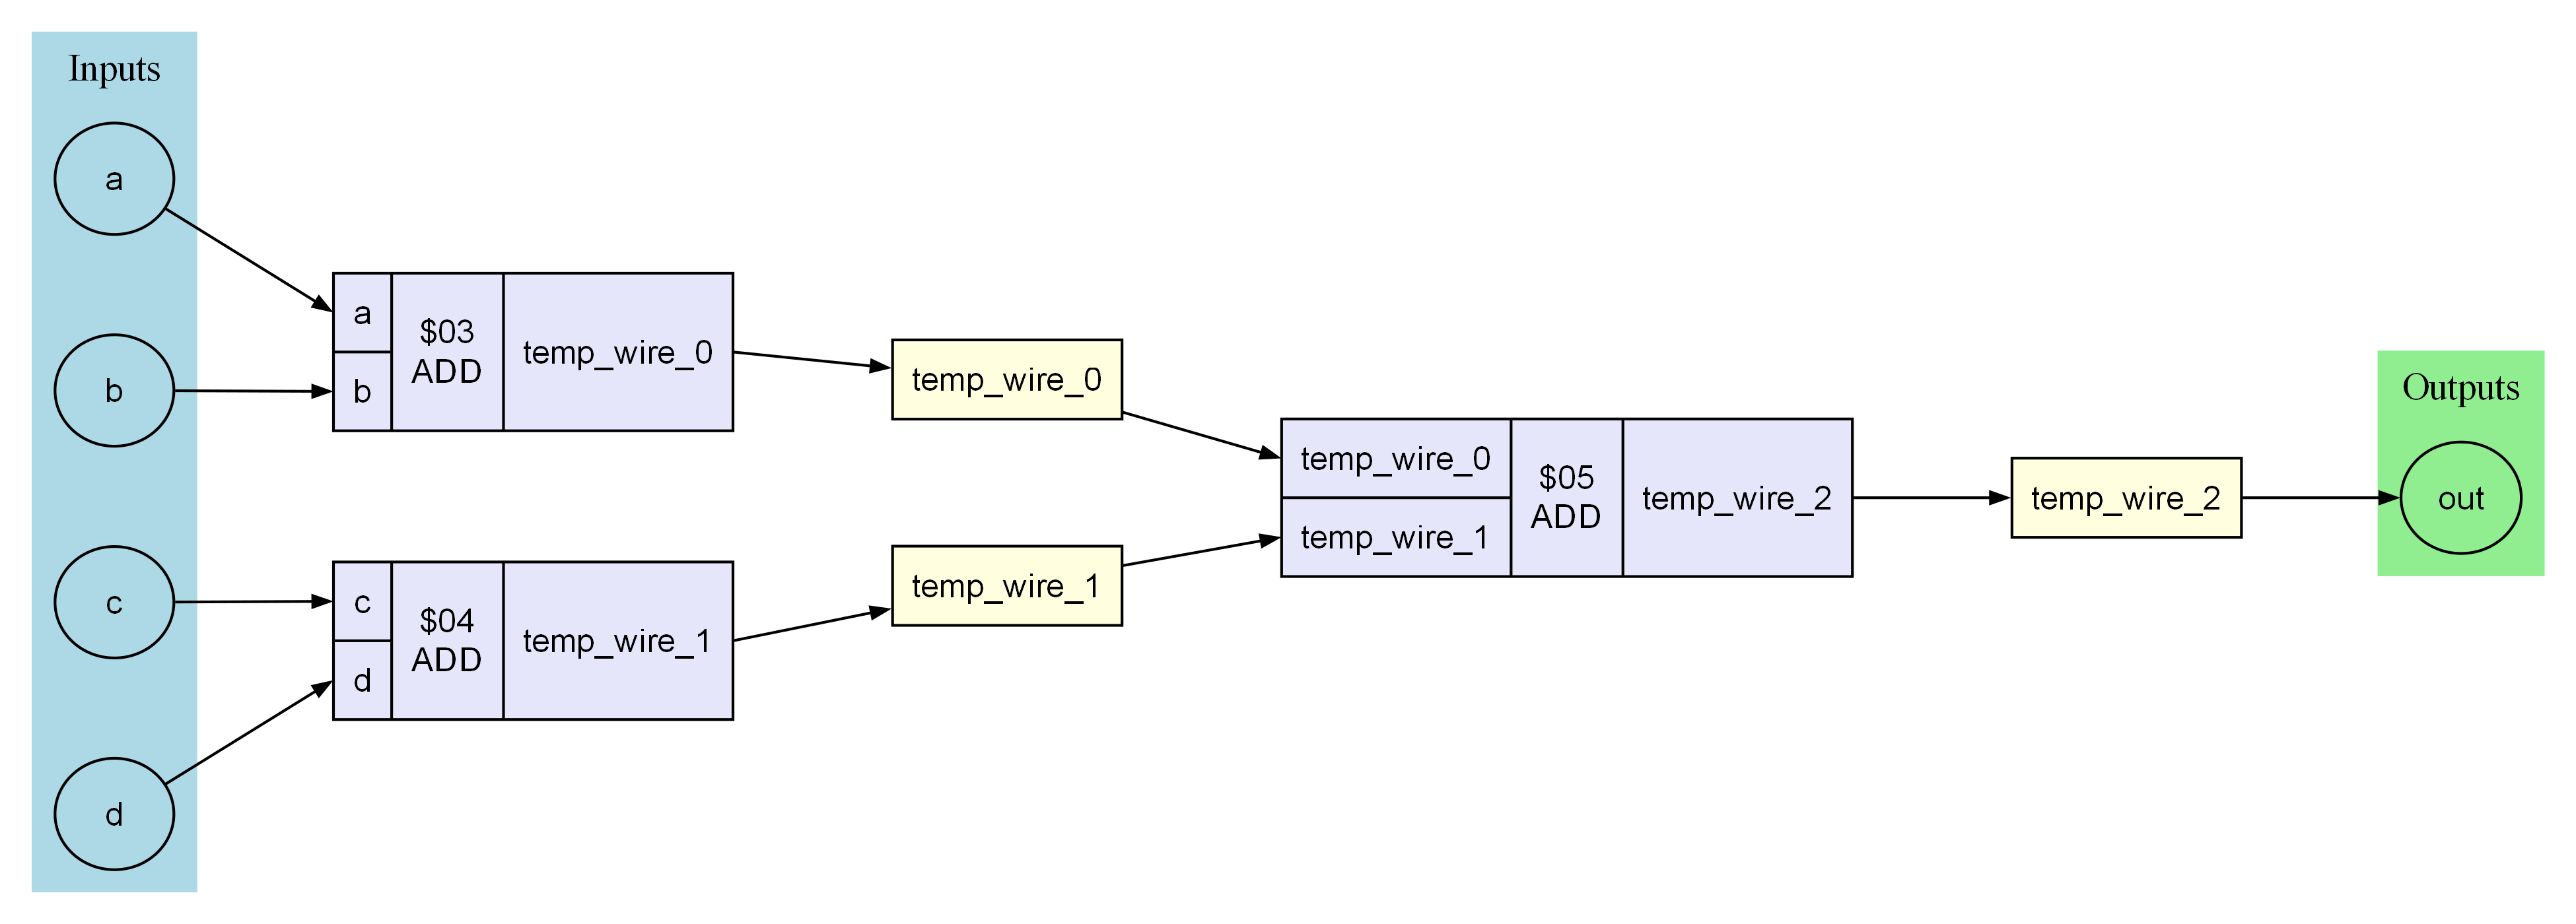 Inputs
a
b
c
d
a
b
$03
ADD
temp_wire_0
c
d
$04
ADD
temp_wire_1
temp_wire_0
temp_wire_1
temp_wire_0
temp_wire_1
$05
ADD
temp_wire_2
temp_wire_2
Outputs
out